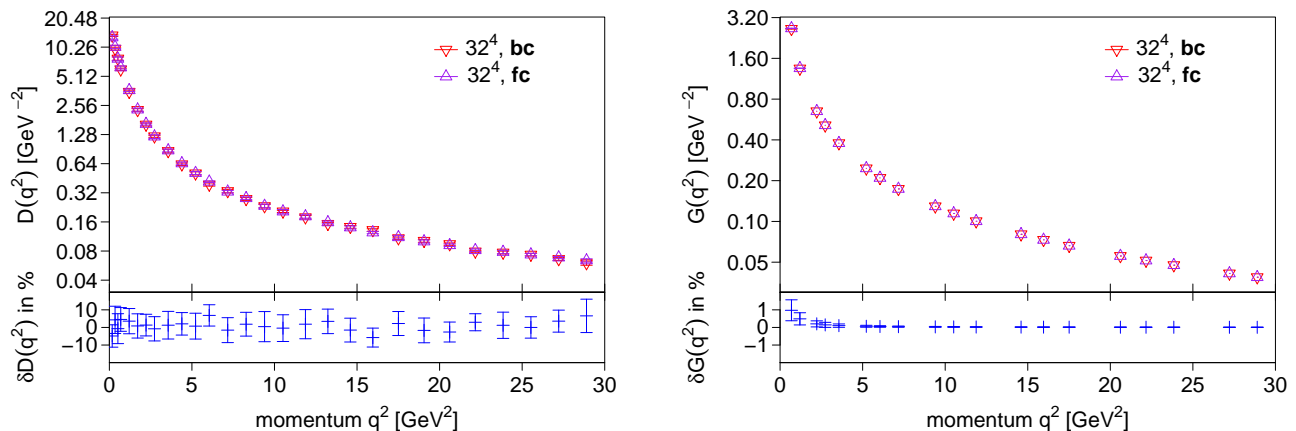 20.48
10.26
5.12
2.56
1.28
0.64
0.32
0.16
0.08
0.04
D(q²) [GeV⁻²]
32⁴, bc
32⁴, fc
10
0
−10
δD(q²) in %
0 5 10 15 20 25 30
momentum q² [GeV²]
3.20
1.60
0.80
0.40
0.20
0.10
0.05
G(q²) [GeV⁻²]
32⁴, bc
32⁴, fc
1
0
−1
δG(q²) in %
0 5 10 15 20 25 30
momentum q² [GeV²]